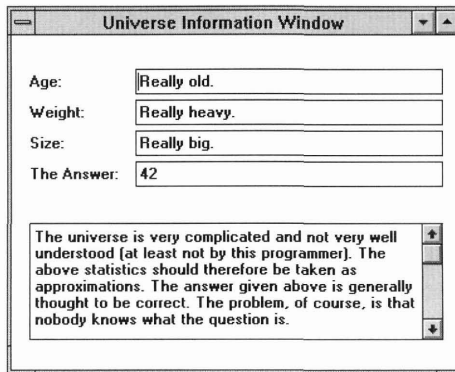 Universe Information Window
Age: Really old.
Weight: Really heavy.
Size: Really big.
The Answer: 42
The universe is very complicated and not very well
understood (at least not by this programmer). The
above statistics should therefore be taken as
approximations. The answer given above is generally
thought to be correct. The problem, of course, is that
nobody knows what the question is.